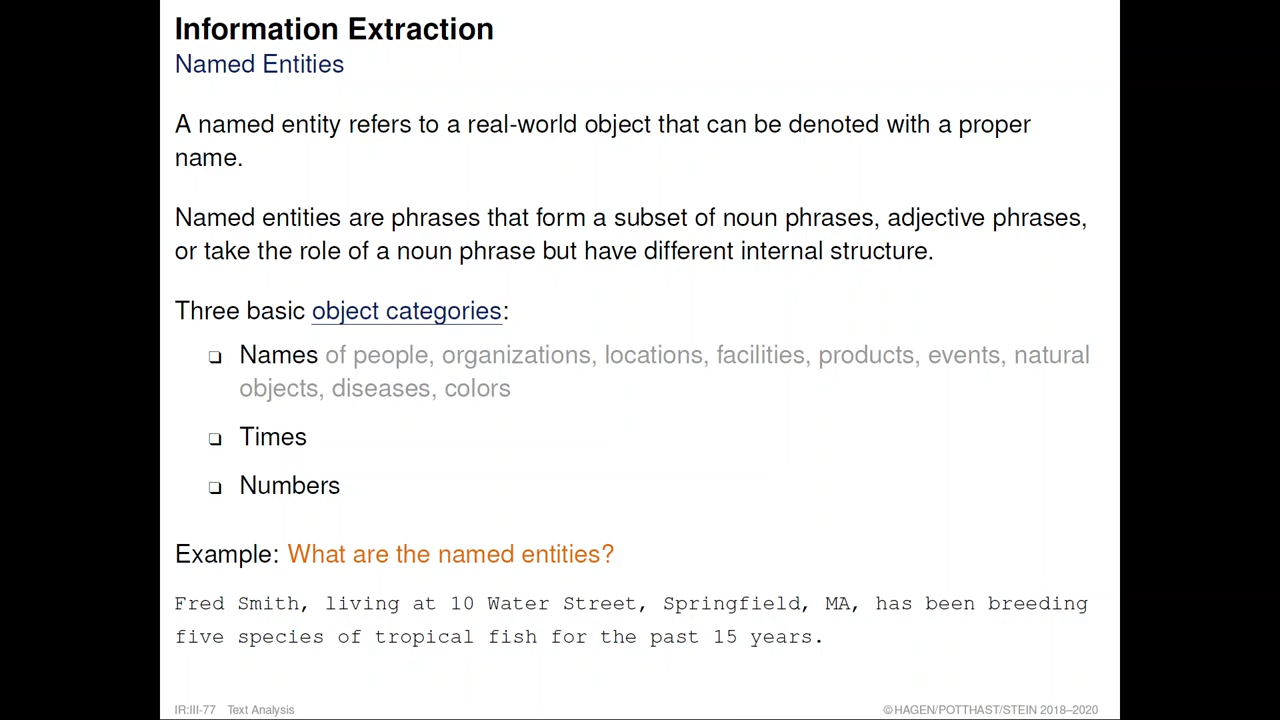 Information Extraction
Named Entities
A named entity refers to a real-world object that can be denoted with a proper
name.
Named entities are phrases that form a subset of noun phrases, adjective phrases,
or take the role of a noun phrase but have different internal structure.
Three basic object categories:
❏ Names of people, organizations, locations, facilities, products, events, natural
objects, diseases, colors
❏ Times
❏ Numbers
Example: What are the named entities?
Fred Smith, living at 10 Water Street, Springfield, MA, has been breeding
five species of tropical fish for the past 15 years.
IR:III-77 Text Analysis ©HAGEN/POTTHAST/STEIN 2018–2020